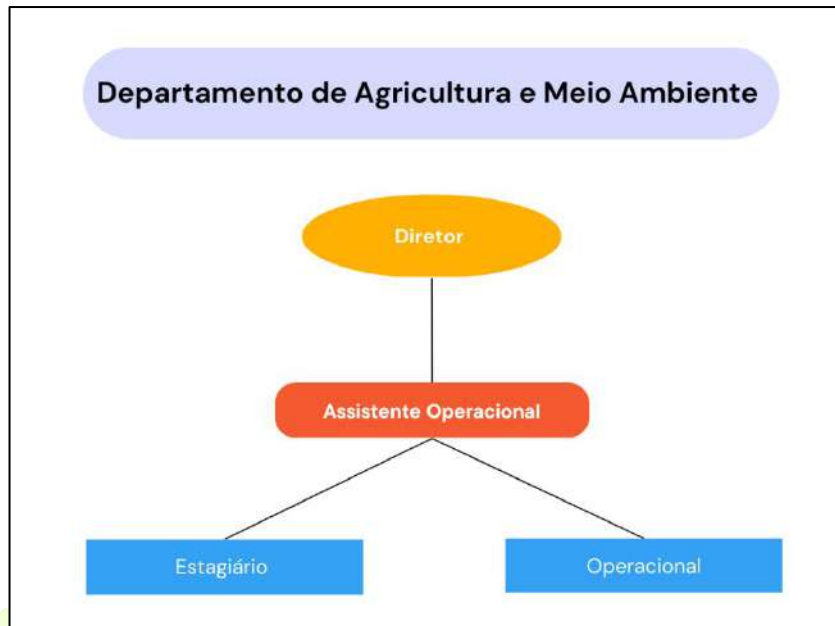 Departamento de Agricultura e Meio Ambiente
Diretor
Assistente Operacional
Estagiário
Operacional